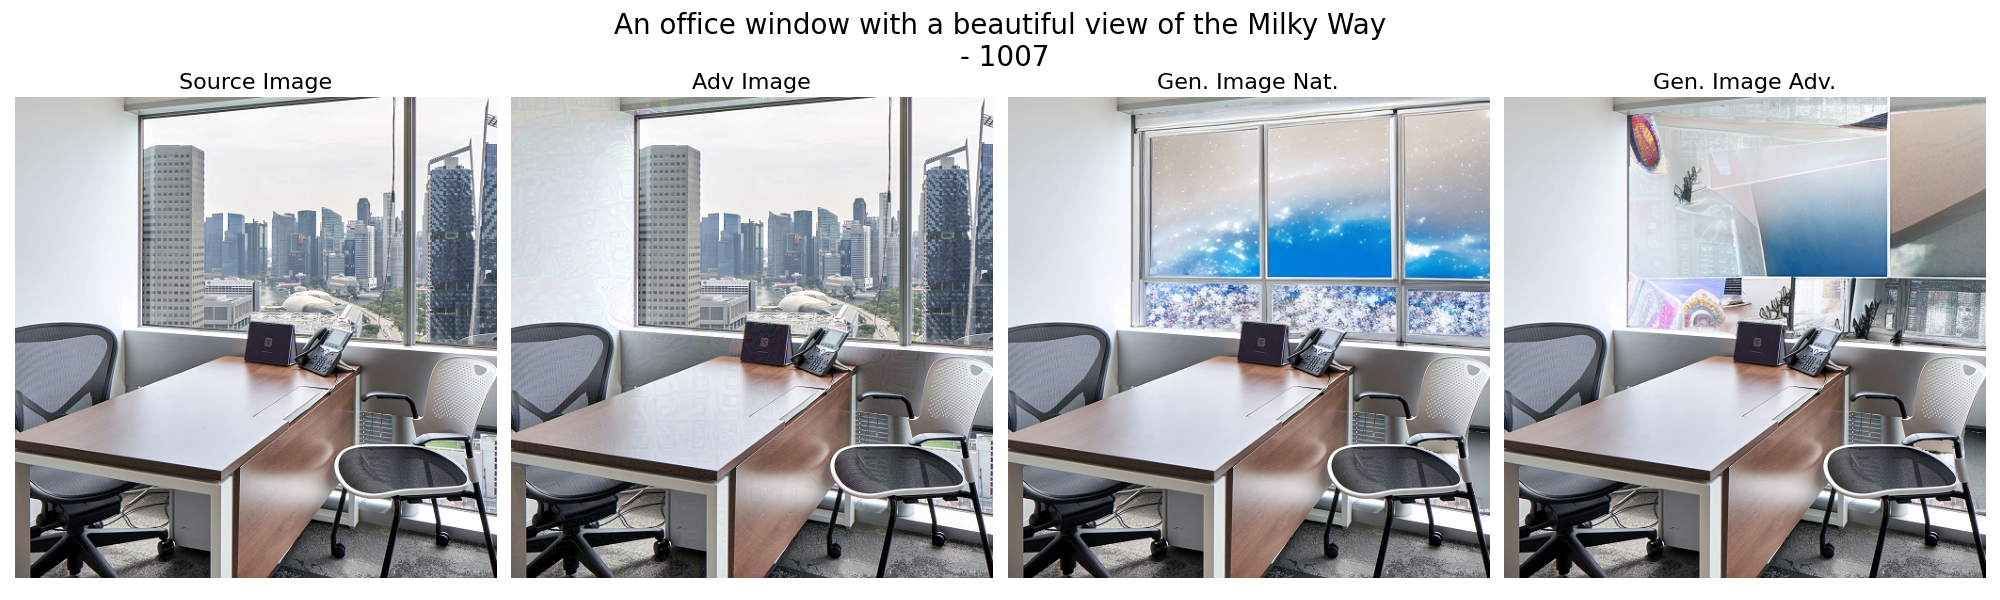 An office window with a beautiful view of the Milky Way
- 1007
Source Image
Adv Image
Gen. Image Nat.
Gen. Image Adv.